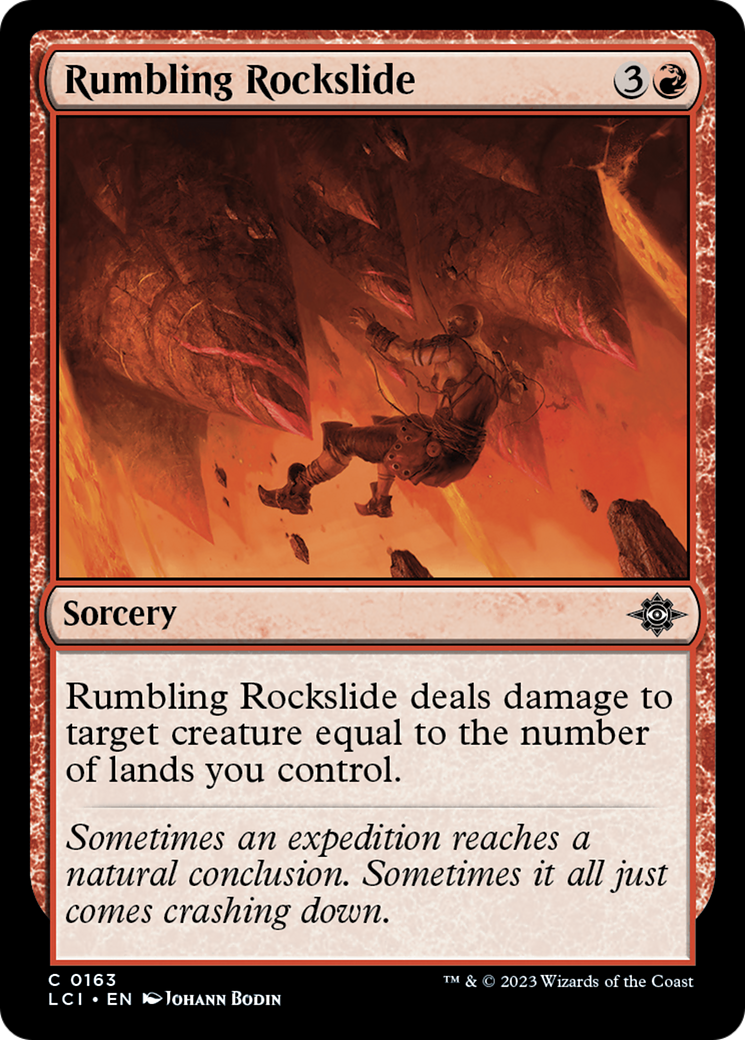 Rumbling Rockslide 3
Sorcery
Rumbling Rockslide deals damage to
target creature equal to the number
of lands you control.
Sometimes an expedition reaches a
natural conclusion. Sometimes it all just
comes crashing down.
C 0163
LCI • EN Johann Bodin
™ & © 2023 Wizards of the Coast